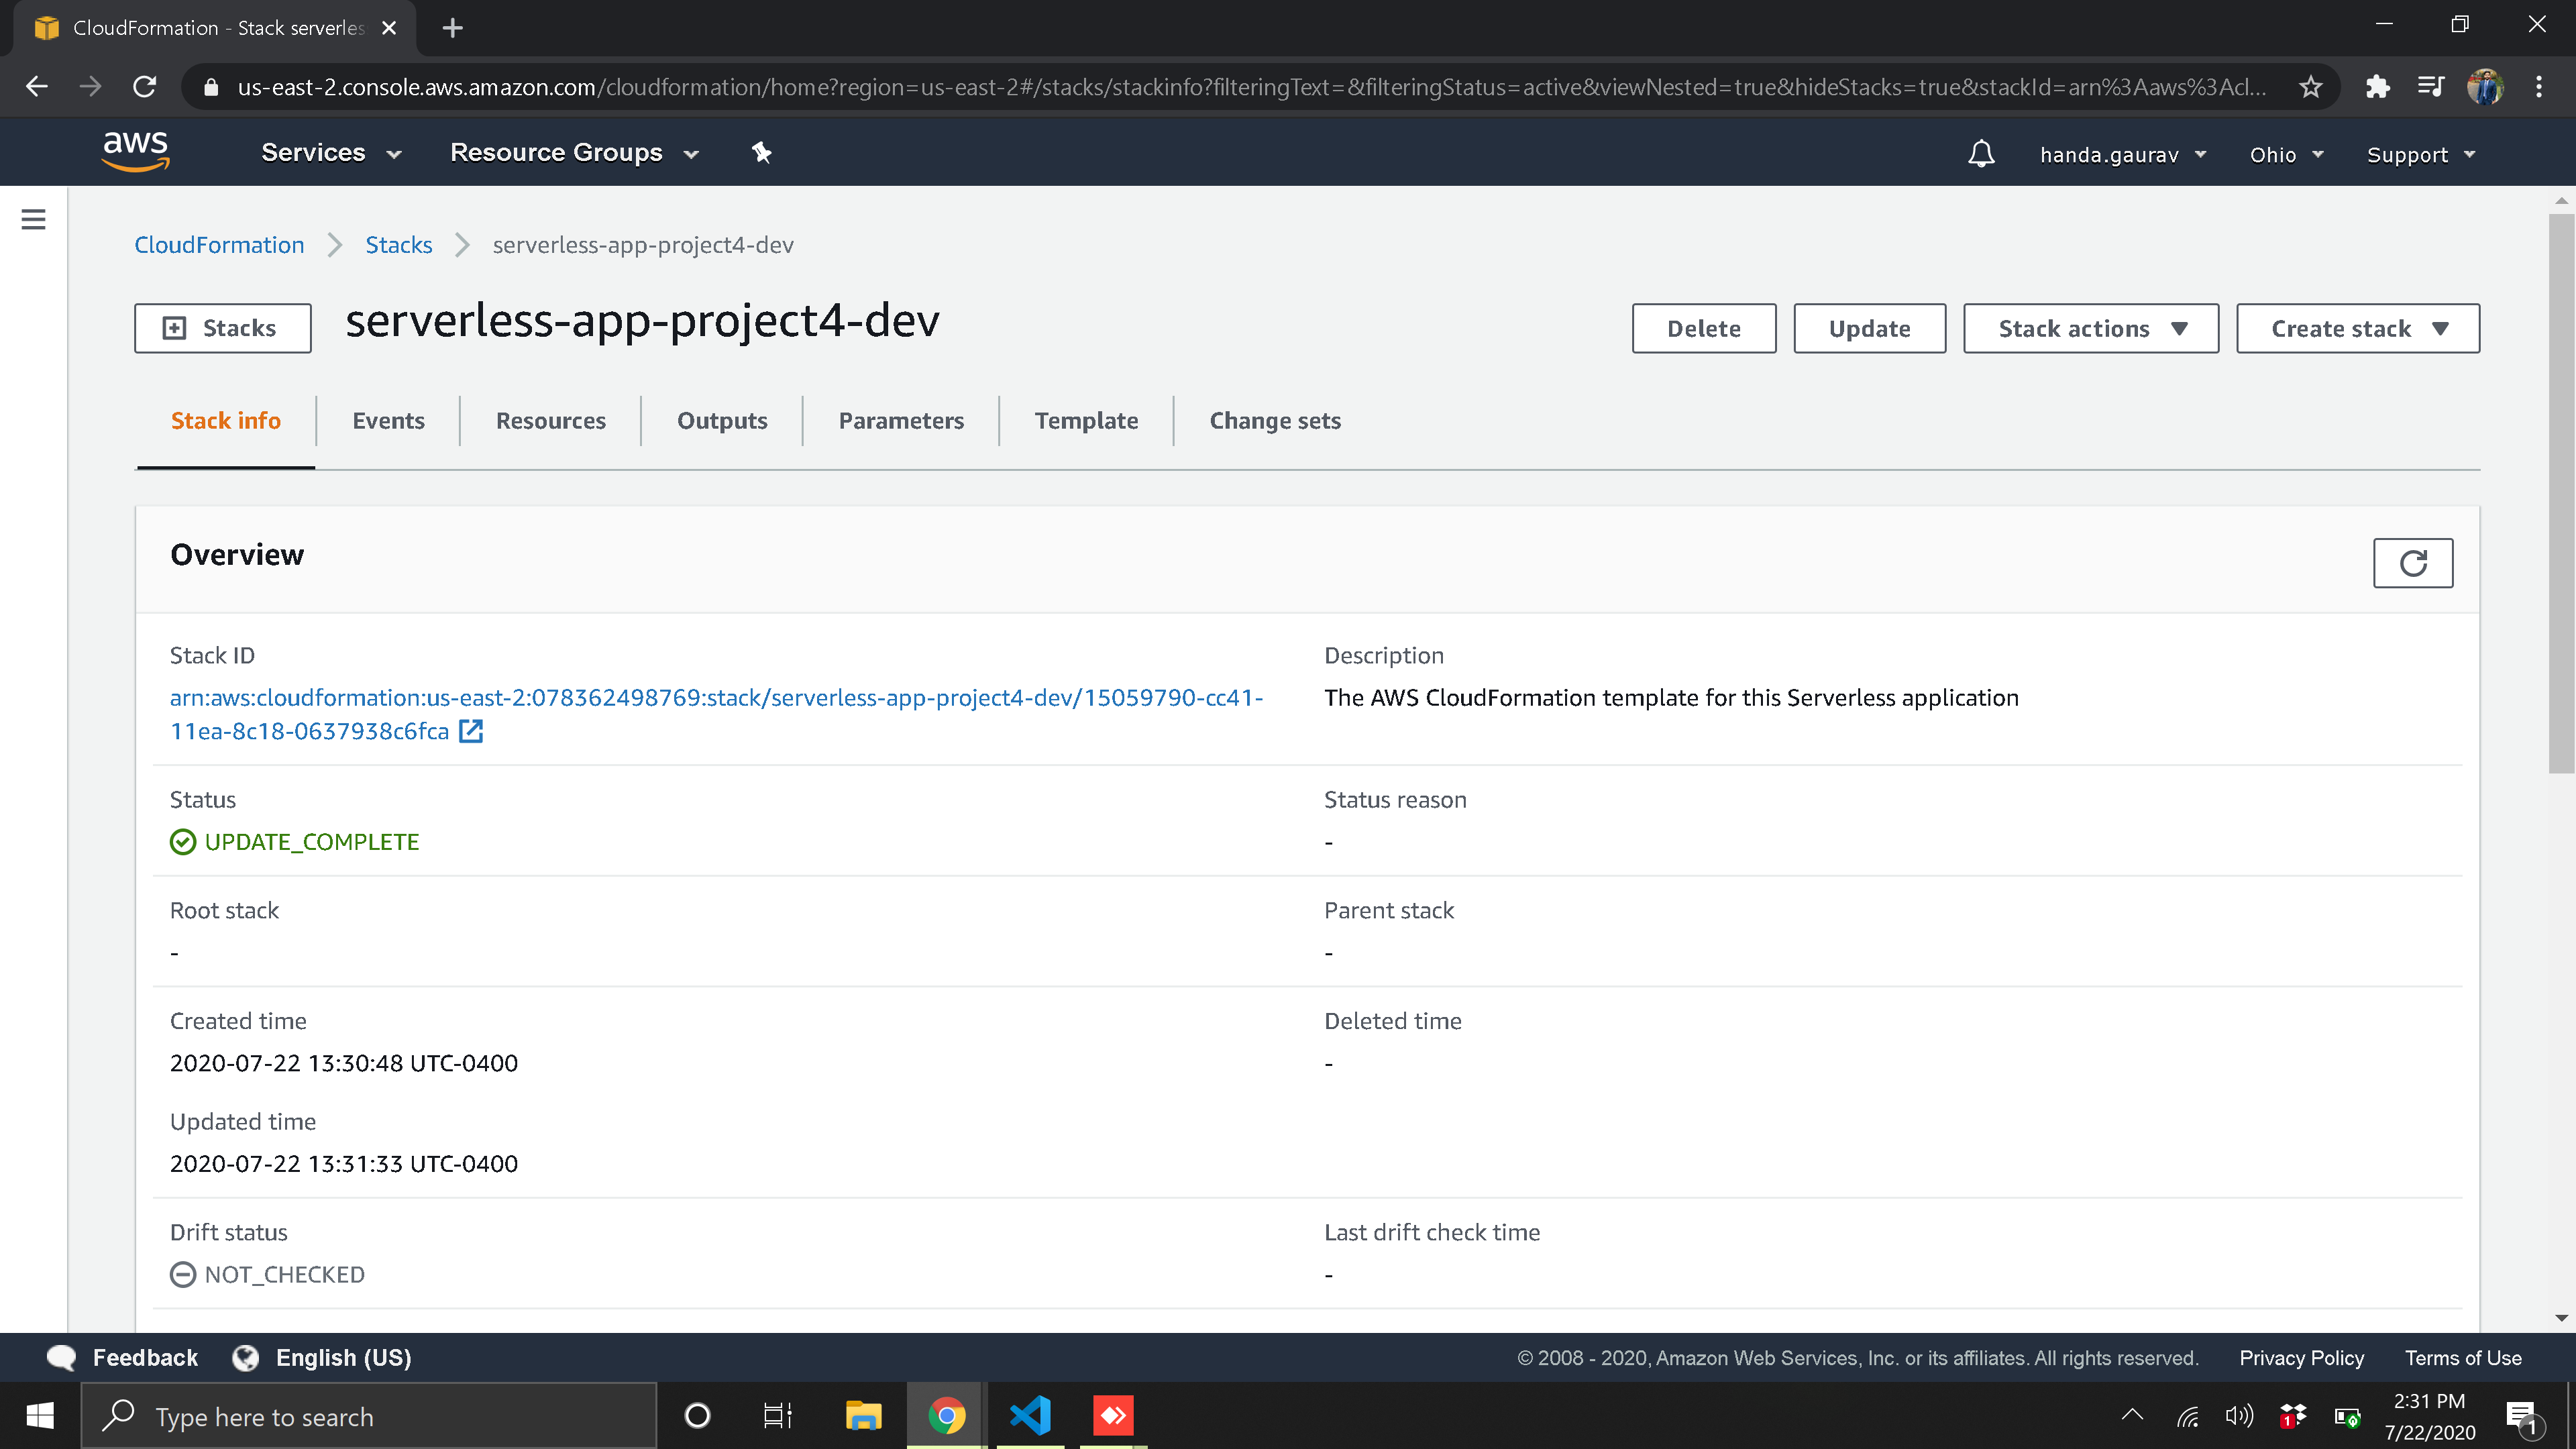 CloudFormation - Stack serverles
us-east-2.console.aws.amazon.com/cloudformation/home?region=us-east-2#/stacks/stackinfo?filteringText=&filteringStatus=active&viewNested=true&hideStacks=true&stackId=arn%3Aaws%3Acl...
aws Services Resource Groups handa.gaurav Ohio Support
CloudFormation Stacks serverless-app-project4-dev
Stacks serverless-app-project4-dev Delete Update Stack actions Create stack
Stack info Events Resources Outputs Parameters Template Change sets
Overview
Stack ID
arn:aws:cloudformation:us-east-2:078362498769:stack/serverless-app-project4-dev/15059790-cc41-
11ea-8c18-0637938c6fca
Description
The AWS CloudFormation template for this Serverless application
Status
UPDATE_COMPLETE
Status reason
-
Root stack
-
Parent stack
-
Created time
2020-07-22 13:30:48 UTC-0400
Deleted time
-
Updated time
2020-07-22 13:31:33 UTC-0400
Drift status
NOT_CHECKED
Last drift check time
-
Feedback English (US) © 2008 - 2020, Amazon Web Services, Inc. or its affiliates. All rights reserved. Privacy Policy Terms of Use
Type here to search
1
2:31 PM
7/22/2020
1